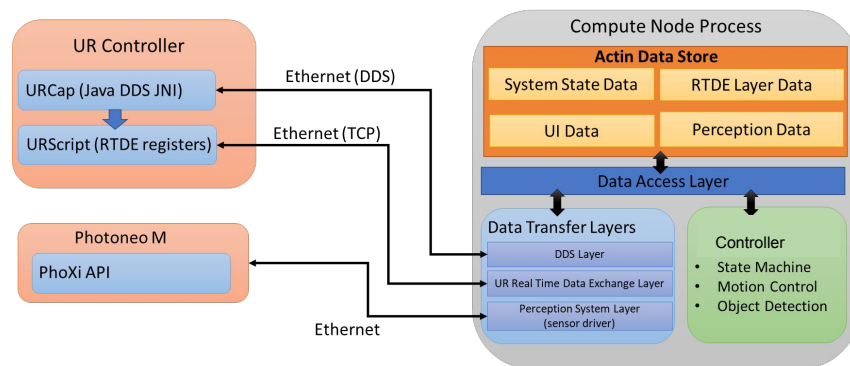 UR Controller
URCap (Java DDS JNI)
URScript (RTDE registers)
Photoneo M
PhoXi API
Ethernet (DDS)
Ethernet (TCP)
Ethernet
Compute Node Process
Actin Data Store
System State Data
RTDE Layer Data
UI Data
Perception Data
Data Access Layer
Data Transfer Layers
DDS Layer
UR Real Time Data Exchange Layer
Perception System Layer
(sensor driver)
Controller
• State Machine
• Motion Control
• Object Detection